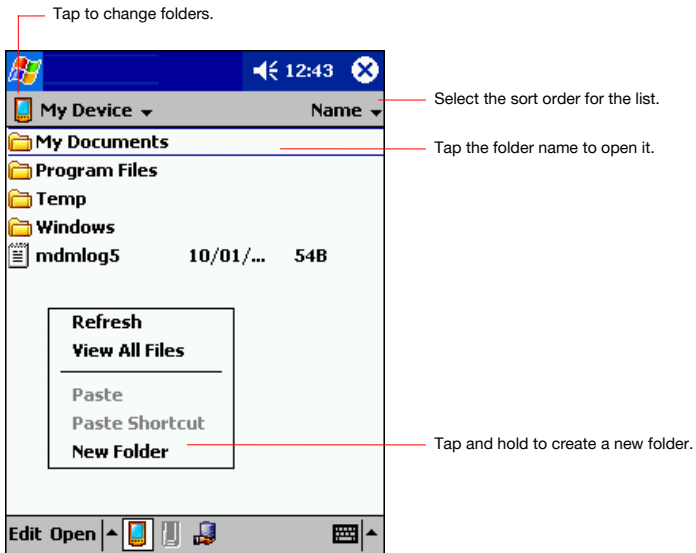 Tap to change folders.
12:43
My Device Name
Select the sort order for the list.
My Documents
Tap the folder name to open it.
Program Files
Temp
Windows
mdmlog5 10/01/... 54B
Refresh
View All Files
Paste
Paste Shortcut
New Folder
Tap and hold to create a new folder.
Edit Open